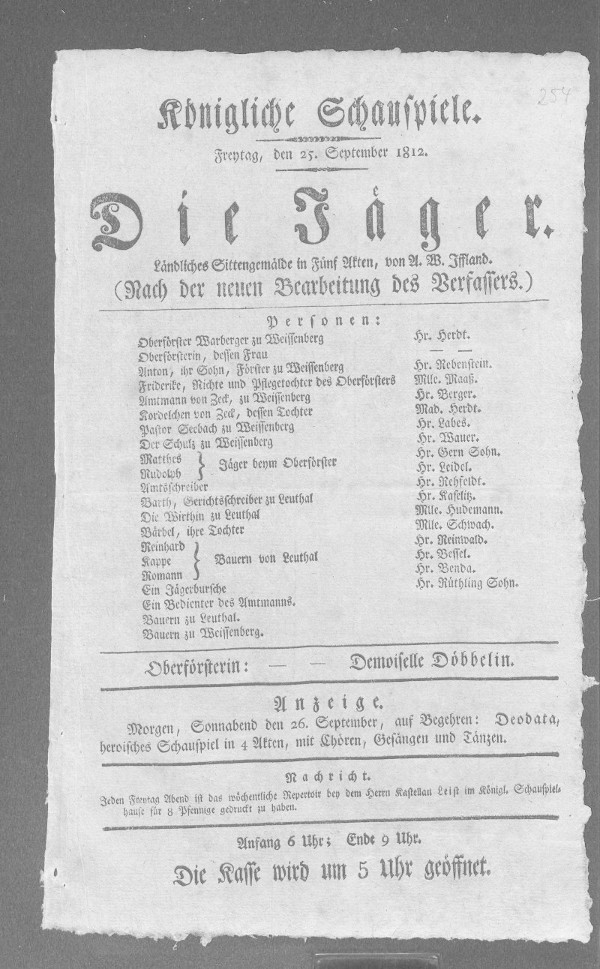 254
Königliche Schauspiele.
Freytag, den 25. September 1812.
Die Jäger.
Ländliches Sittengemälde in Fünf Akten, von A. W. Iffland.
(Nach der neuen Bearbeitung des Verfassers.)
Personen:
Oberförster Warberger zu Weissenberg Hr. Herdt.
Oberförsterin, dessen Frau — —
Anton, ihr Sohn, Förster zu Weissenberg Hr. Rebenstein.
Friderike, Nichte und Pflegetochter des Oberförsters Mlle. Maaß.
Amtmann von Zeck, zu Weissenberg Hr. Berger.
Kordelchen von Zeck, dessen Tochter Mad. Herdt.
Pastor Seebach zu Weissenberg Hr. Labes.
Der Schulz zu Weissenberg Hr. Wauer.
Matthes } Jäger beym Oberförster Hr. Gern Sohn.
Rudolph Hr. Leidel.
Amtsschreiber Hr. Rehfeldt.
Barth, Gerichtsschreiber zu Leuthal Hr. Kaselitz.
Die Wirthin zu Leuthal Mlle. Hudemann.
Bärbel, ihre Tochter Mlle. Schwach.
Reinhard Hr. Reinwald.
Kappe } Bauern von Leuthal Hr. Bessel.
Romann Hr. Benda.
Ein Jägerbursche Hr. Rüthling Sohn.
Ein Bedienter des Amtmanns.
Bauern zu Leuthal.
Bauern zu Weissenberg.
Oberförsterin: — — Demoiselle Döbbelin.
Anzeige.
Morgen, Sonnabend den 26. September, auf Begehren: Deodata,
heroisches Schauspiel in 4 Akten, mit Chören, Gesängen und Tänzen.
Nachricht.
Jeden Freytag Abend ist das wöchentliche Repertoir bey dem Herrn Kastellan Leist im Königl. Schauspiel-
hause für 8 Pfennige gedruckt zu haben.
Anfang 6 Uhr; Ende 9 Uhr.
Die Kasse wird um 5 Uhr geöffnet.